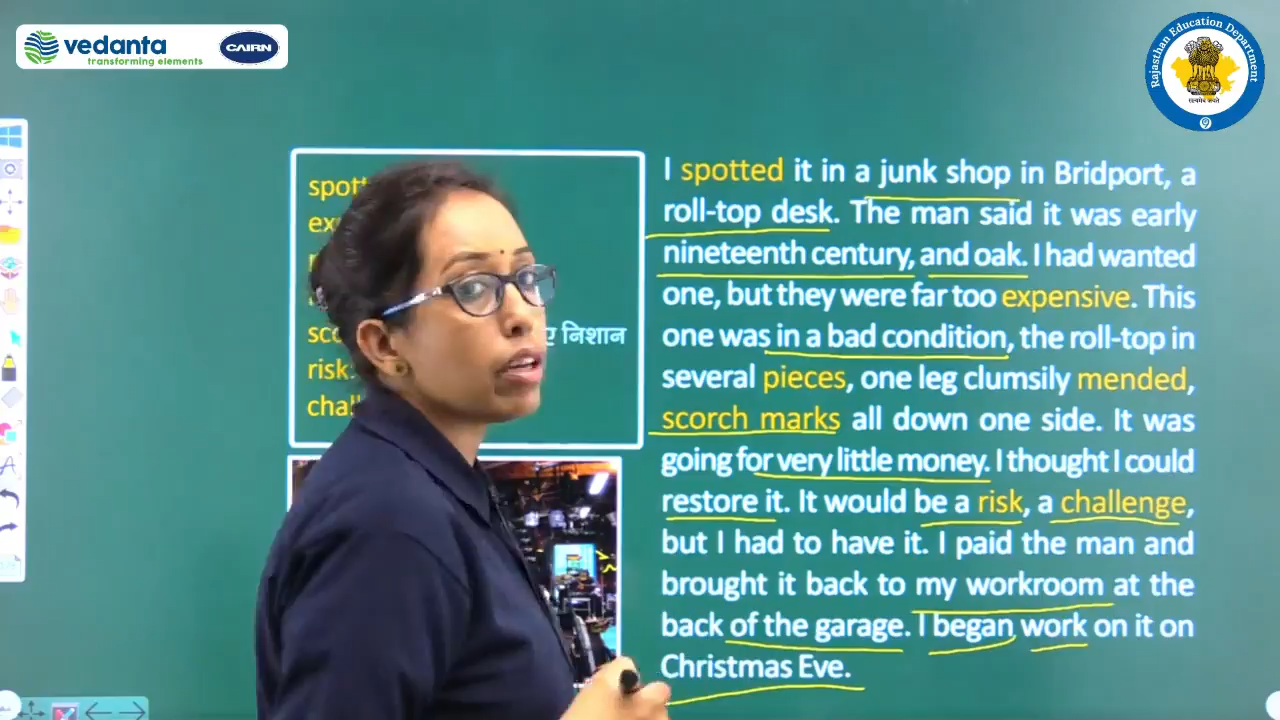 vedanta
transforming elements
CAIRN
Rajasthan Education Department
सत्यमेव जयते
risk:
निशान
I spotted it in a junk shop in Bridport, a
roll-top desk. The man said it was early
nineteenth century, and oak. I had wanted
one, but they were far too expensive. This
one was in a bad condition, the roll-top in
several pieces, one leg clumsily mended,
scorch marks all down one side. It was
going for very little money. I thought I could
restore it. It would be a risk, a challenge,
but I had to have it. I paid the man and
brought it back to my workroom at the
back of the garage. I began work on it on
Christmas Eve.